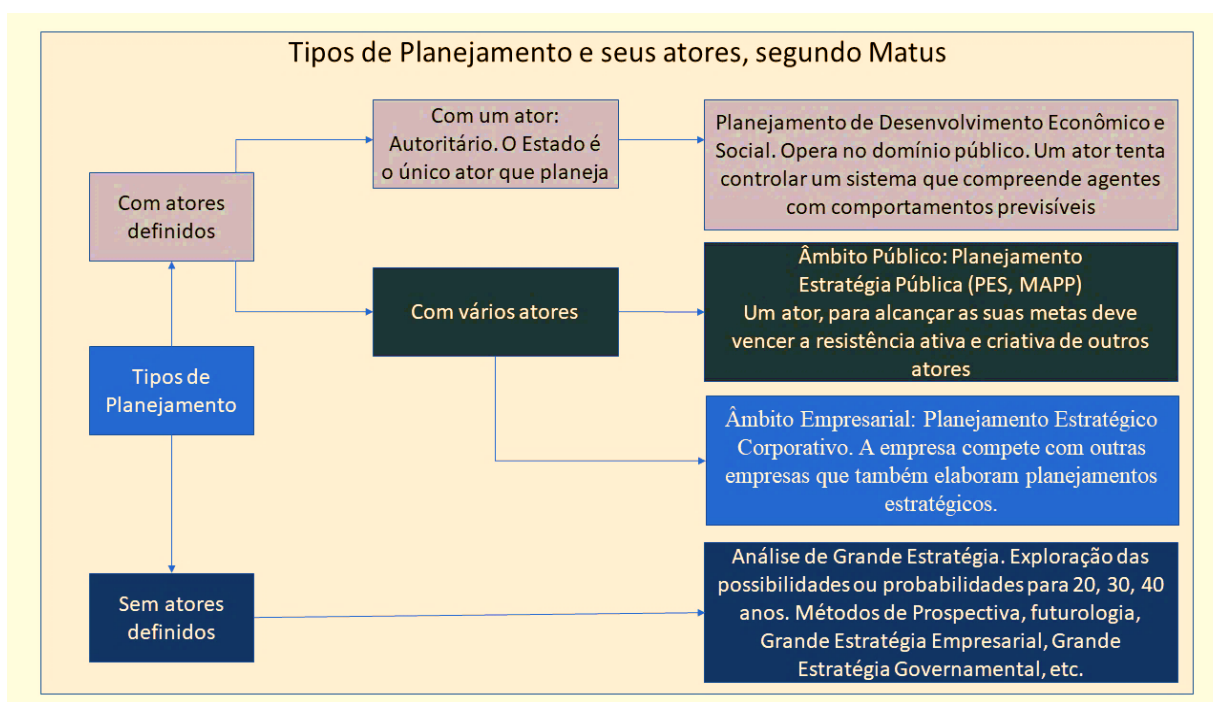 Tipos de Planejamento e seus atores, segundo Matus
Com um ator:
Autoritário. O Estado é
o único ator que planeja
Planejamento de Desenvolvimento Econômico e
Social. Opera no domínio público. Um ator tenta
controlar um sistema que compreende agentes
com comportamentos previsíveis
Com atores
definidos
Com vários atores
Âmbito Público: Planejamento
Estratégia Pública (PES, MAPP)
Um ator, para alcançar as suas metas deve
vencer a resistência ativa e criativa de outros
atores
Tipos de
Planejamento
Âmbito Empresarial: Planejamento Estratégico
Corporativo. A empresa compete com outras
empresas que também elaboram planejamentos
estratégicos.
Sem atores
definidos
Análise de Grande Estratégia. Exploração das
possibilidades ou probabilidades para 20, 30, 40
anos. Métodos de Prospectiva, futurologia,
Grande Estratégia Empresarial, Grande
Estratégia Governamental, etc.